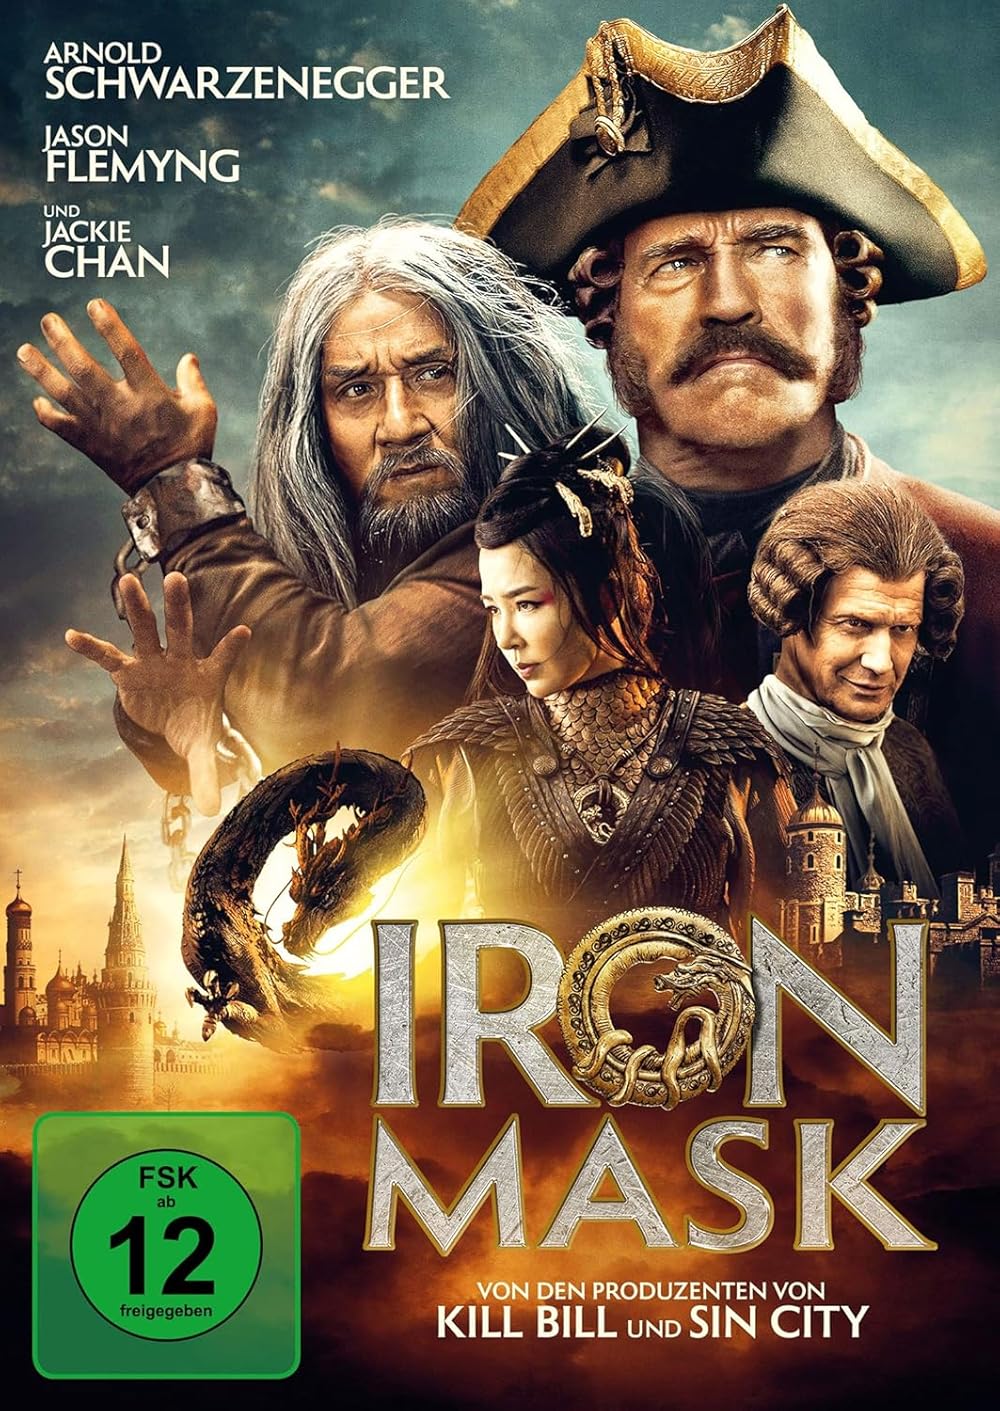 ARNOLD
SCHWARZENEGGER
JASON
FLEMYNG
UND
JACKIE
CHAN
IRON
MASK
FSK
ab
12
freigegeben
VON DEN PRODUZENTEN VON
KILL BILL UND SIN CITY